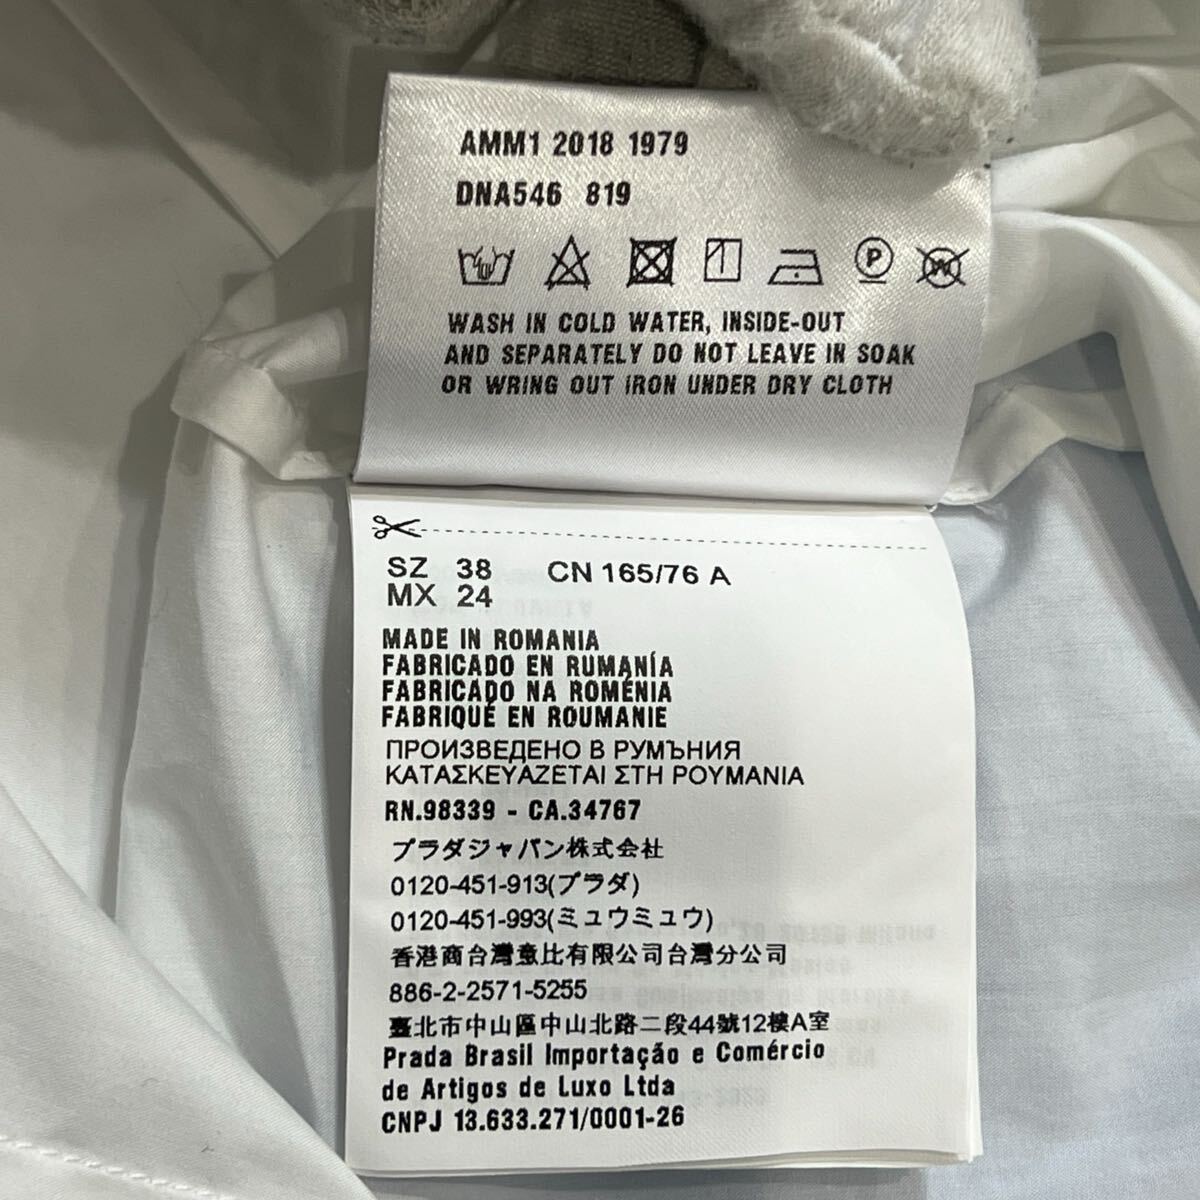 AMM1 2018 1979
DNA546 819
P
W
WASH IN COLD WATER, INSIDE-OUT
AND SEPARATELY DO NOT LEAVE IN SOAK
OR WRING OUT IRON UNDER DRY CLOTH
SZ 38 CN 165/76 A
MX 24
MADE IN ROMANIA
FABRICADO EN RUMANÍA
FABRICADO NA ROMÉNIA
FABRIQUÉ EN ROUMANIE
ПРОИЗВЕДЕНО В РУМЪНИЯ
ΚΑΤΑΣΚΕΥΑΖΕΤΑΙ ΣΤΗ ΡΟΥΜΑΝΙΑ
RN.98339 - CA.34767
プラダジャパン株式会社
0120-451-913(プラダ)
0120-451-993(ミュウミュウ)
香港商台灣意比有限公司台灣分公司
886-2-2571-5255
臺北市中山區中山北路二段44號12樓A室
Prada Brasil Importação e Comércio
de Artigos de Luxo Ltda
CNPJ 13.633.271/0001-26